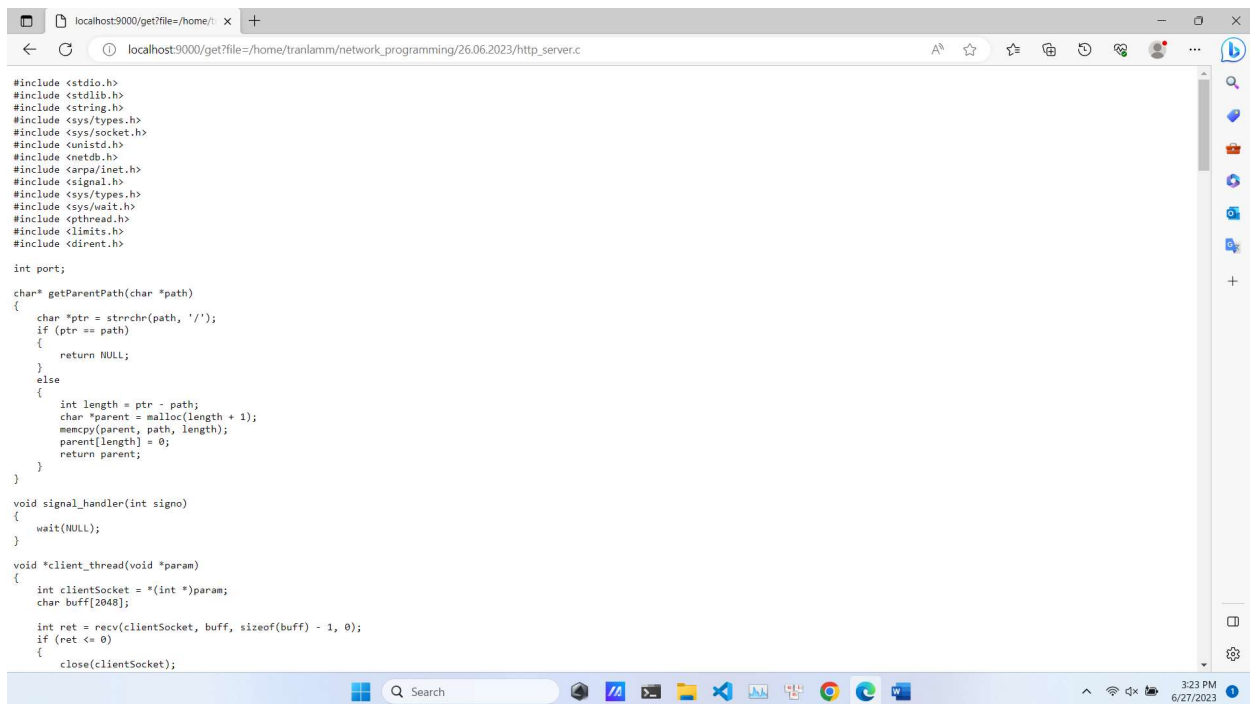 localhost:9000/get?file=/home/t
localhost:9000/get?file=/home/tranlamm/network_programming/26.06.2023/http_server.c
#include <stdio.h>
#include <stdlib.h>
#include <string.h>
#include <sys/types.h>
#include <sys/socket.h>
#include <unistd.h>
#include <netdb.h>
#include <arpa/inet.h>
#include <signal.h>
#include <sys/types.h>
#include <sys/wait.h>
#include <pthread.h>
#include <limits.h>
#include <dirent.h>
int port;
char* getParentPath(char *path)
{
    char *ptr = strrchr(path, '/');
    if (ptr == path)
    {
        return NULL;
    }
    else
    {
        int length = ptr - path;
        char *parent = malloc(length + 1);
        memcpy(parent, path, length);
        parent[length] = 0;
        return parent;
    }
}
void signal_handler(int signo)
{
    wait(NULL);
}
void *client_thread(void *param)
{
    int clientSocket = *(int *)param;
    char buff[2048];
    int ret = recv(clientSocket, buff, sizeof(buff) - 1, 0);
    if (ret <= 0)
    {
        close(clientSocket);
Search
3:23 PM
6/27/2023
1